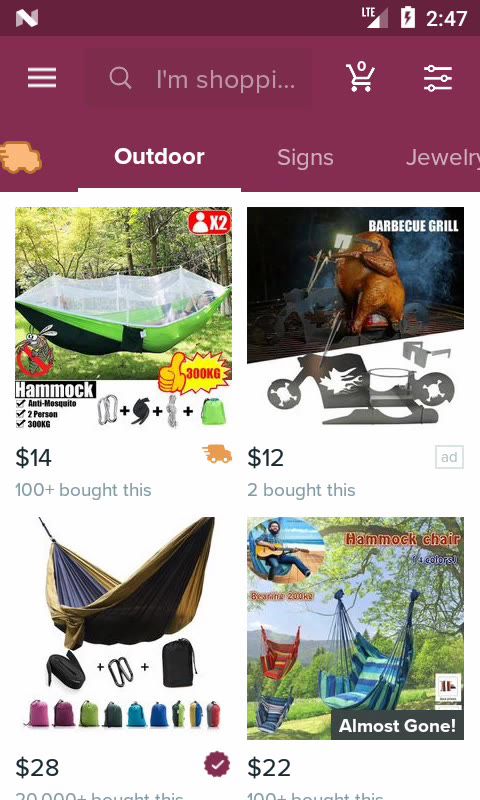 LTE 2:47
0
I'm shoppi...
Outdoor Signs Jewelry
X2
300KG
Hammock
Anti-Mosquito
2 Person
300KG
BARBECUE GRILL
$14
100+ bought this
$12 ad
2 bought this
Hammock chair
( 4 colors)
Bearing 200kg
Almost Gone!
$28
20,000+ bought this
$22
100+ bought this